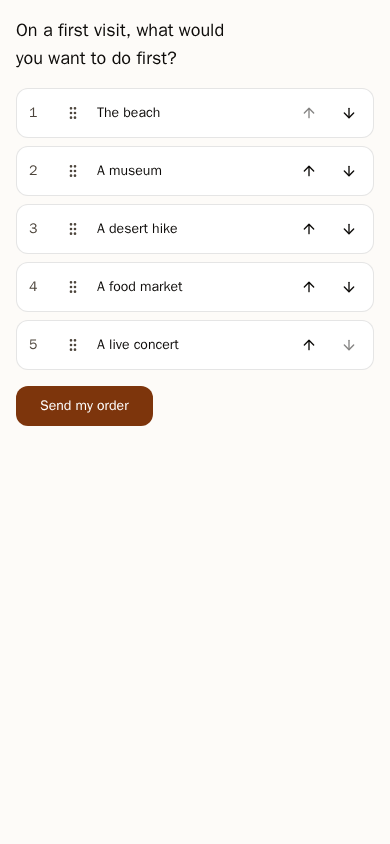 On a first visit, what would
you want to do first?
1 The beach
2 A museum
3 A desert hike
4 A food market
5 A live concert
Send my order